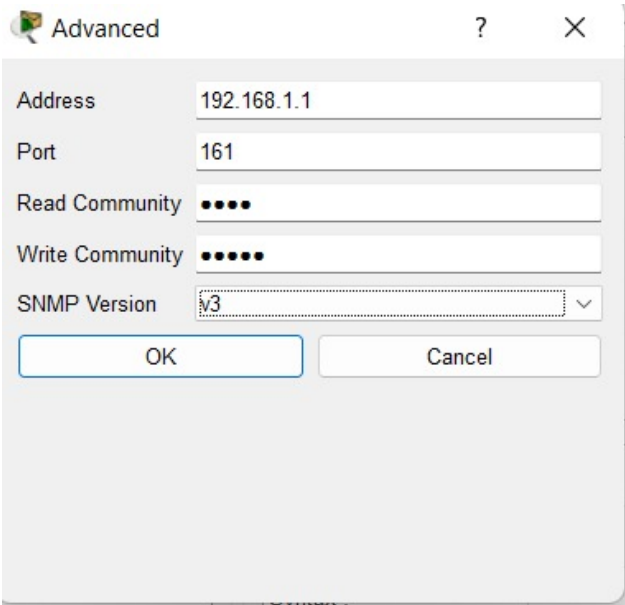 Advanced ?
Address 192.168.1.1
Port 161
Read Community ●●●●
Write Community ●●●●●
SNMP Version v3
OK Cancel